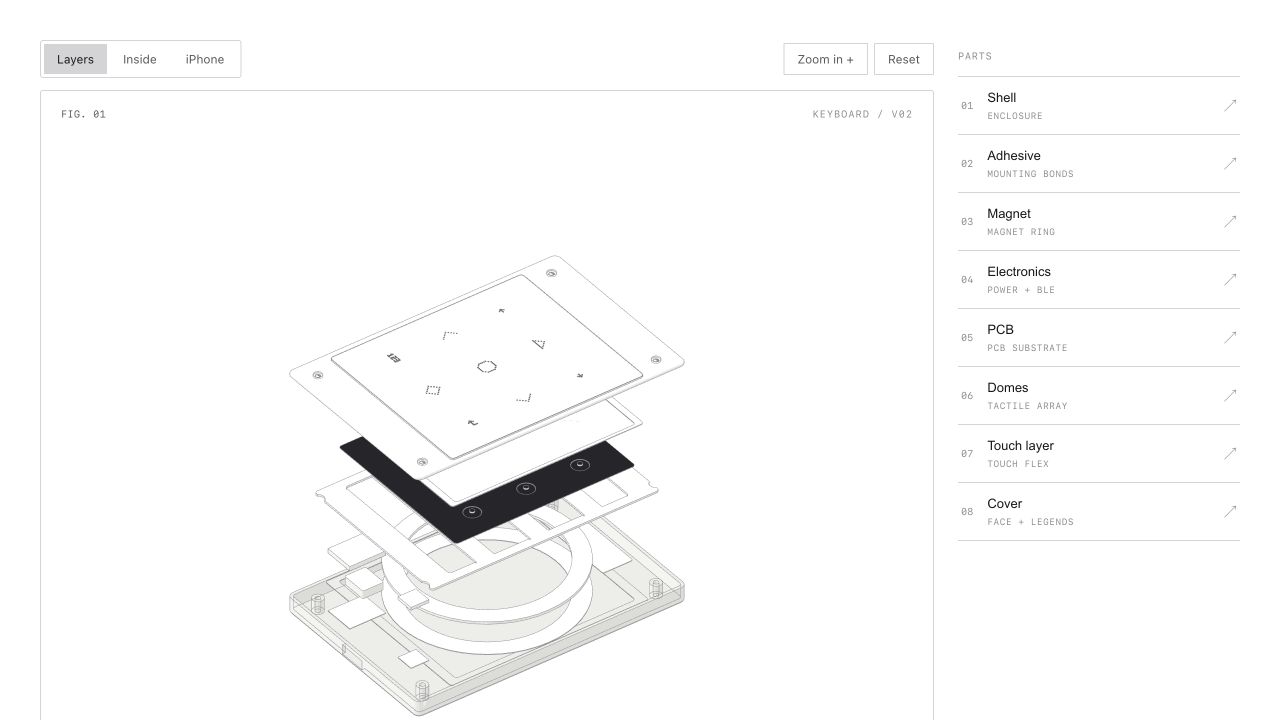 Layers
Inside
iPhone
Zoom in +
Reset
FIG. 01
KEYBOARD / V02
123
PARTS
01
Shell
ENCLOSURE
02
Adhesive
MOUNTING BONDS
03
Magnet
MAGNET RING
04
Electronics
POWER + BLE
05
PCB
PCB SUBSTRATE
06
Domes
TACTILE ARRAY
07
Touch layer
TOUCH FLEX
08
Cover
FACE + LEGENDS